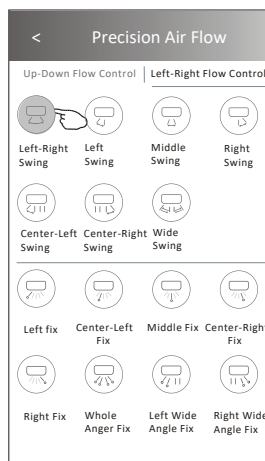 < Precision Air Flow
Up-Down Flow Control Left-Right Flow Control
Left-Right Left Middle Right
Swing Swing Swing Swing
Center-Left Center-Right Wide
Swing Swing Swing
Left fix Center-Left Middle Fix Center-Right
Fix Fix
Right Fix Whole Left Wide Right Wide
Anger Fix Angle Fix Angle Fix